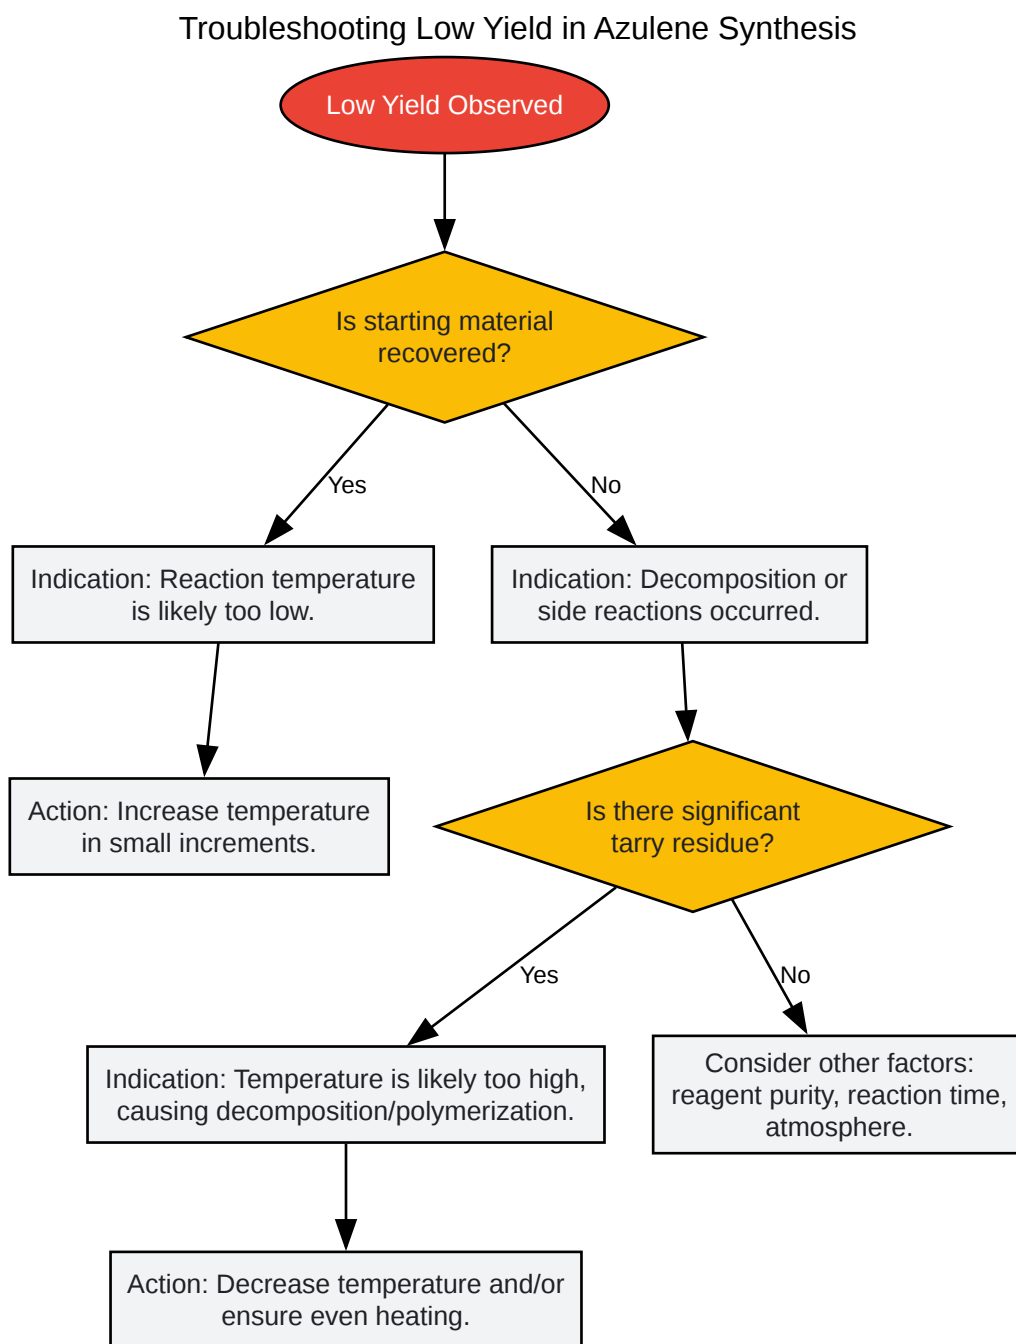 Troubleshooting Low Yield in Azulene Synthesis
Low Yield Observed
Is starting material
recovered?
Yes
No
Indication: Reaction temperature
is likely too low.
Indication: Decomposition or
side reactions occurred.
Action: Increase temperature
in small increments.
Is there significant
tarry residue?
Yes
No
Indication: Temperature is likely too high,
causing decomposition/polymerization.
Consider other factors:
reagent purity, reaction time,
atmosphere.
Action: Decrease temperature and/or
ensure even heating.